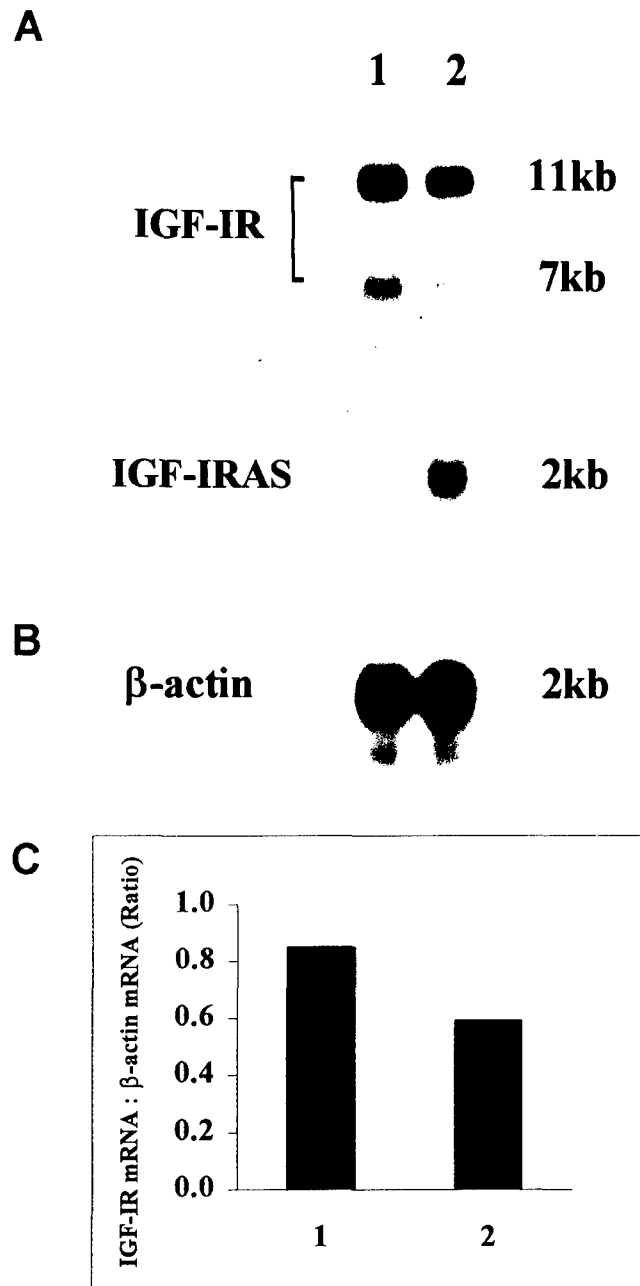 A
1 2
11kb
IGF-IR
7kb
IGF-IRAS 2kb
B
β-actin 2kb
C
IGF-IR mRNA : β-actin mRNA (Ratio)
1.0
0.8
0.6
0.4
0.2
0.0
1 2